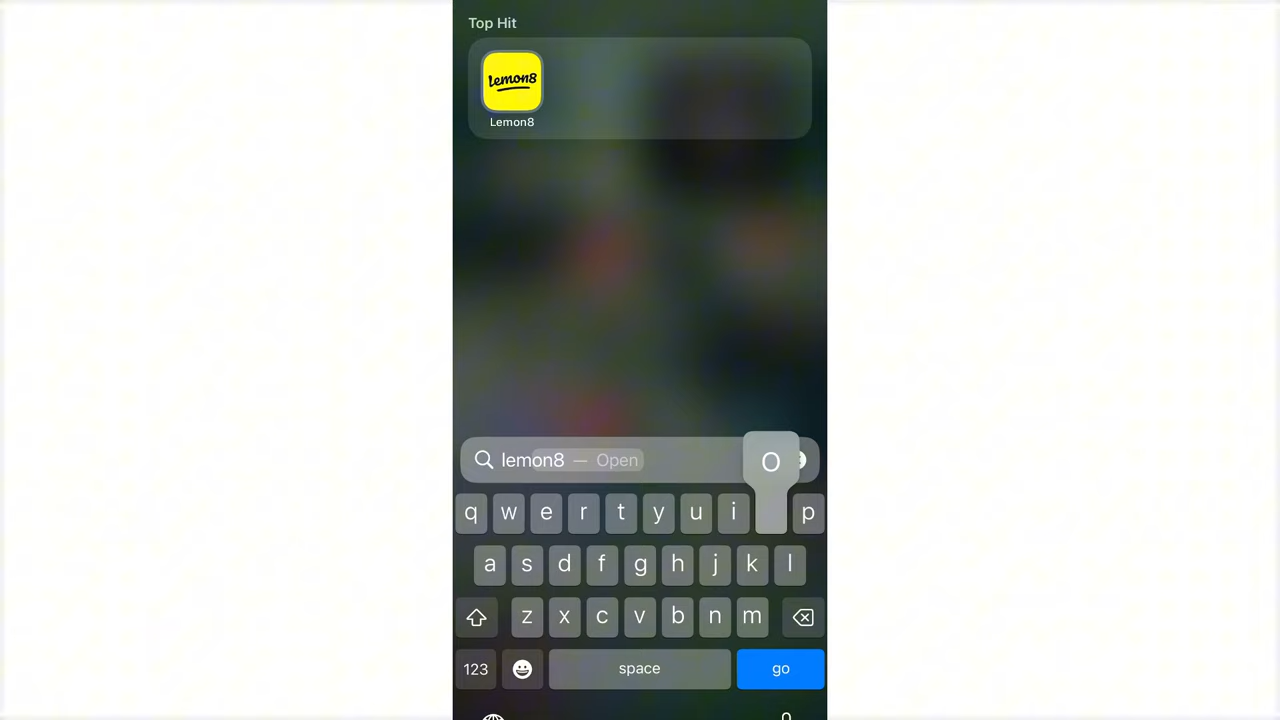 Top Hit
lemon8
Lemon8
lemon8 — Open
o
q w e r t y u i p
a s d f g h j k l
z x c v b n m
123 space go